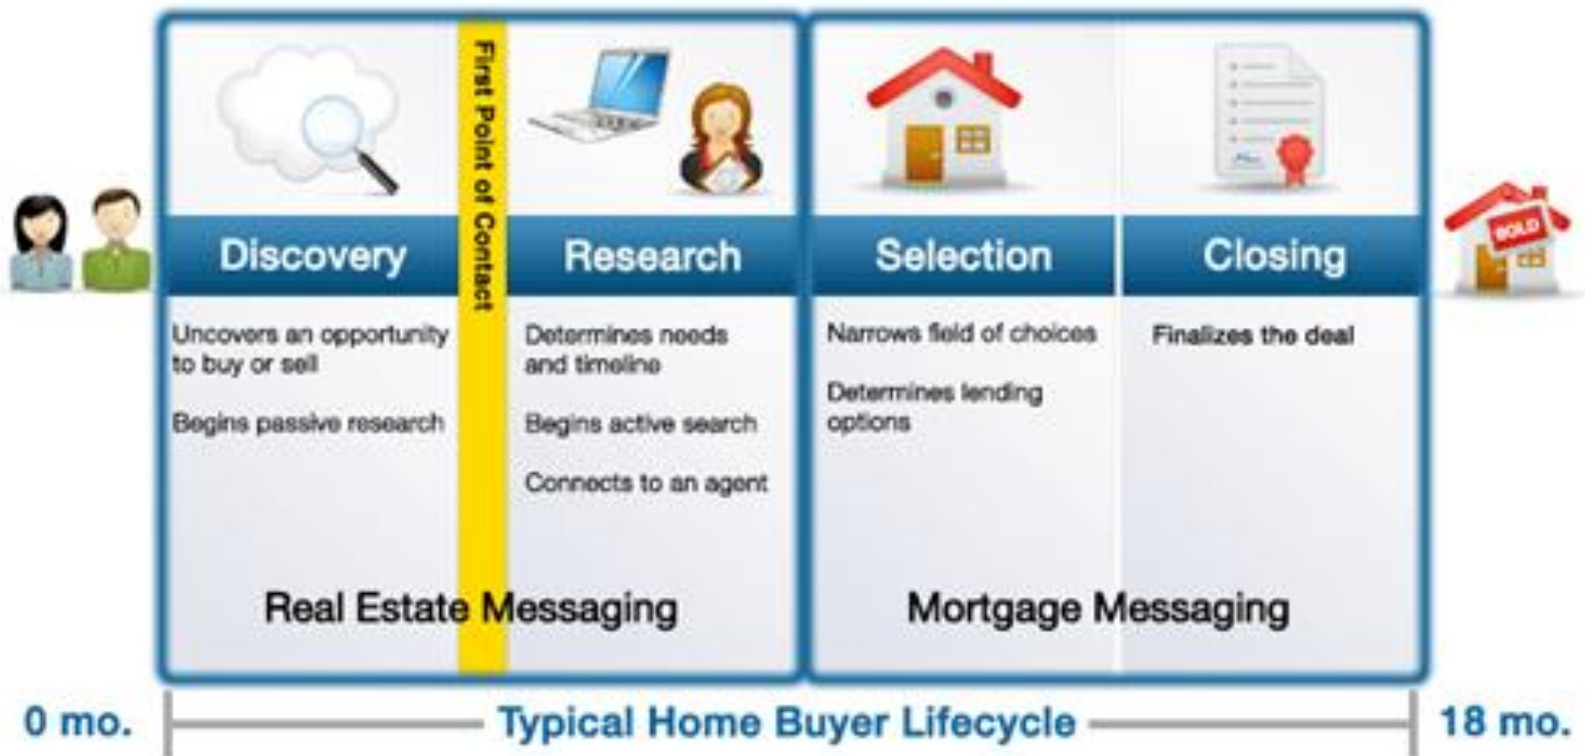 First Point of Contact
Discovery
Research
Selection
Closing
SOLD
Uncovers an opportunity
to buy or sell
Begins passive research
Determines needs
and timeline
Begins active search
Connects to an agent
Narrows field of choices
Determines lending
options
Finalizes the deal
Real Estate Messaging
Mortgage Messaging
0 mo.
Typical Home Buyer Lifecycle
18 mo.